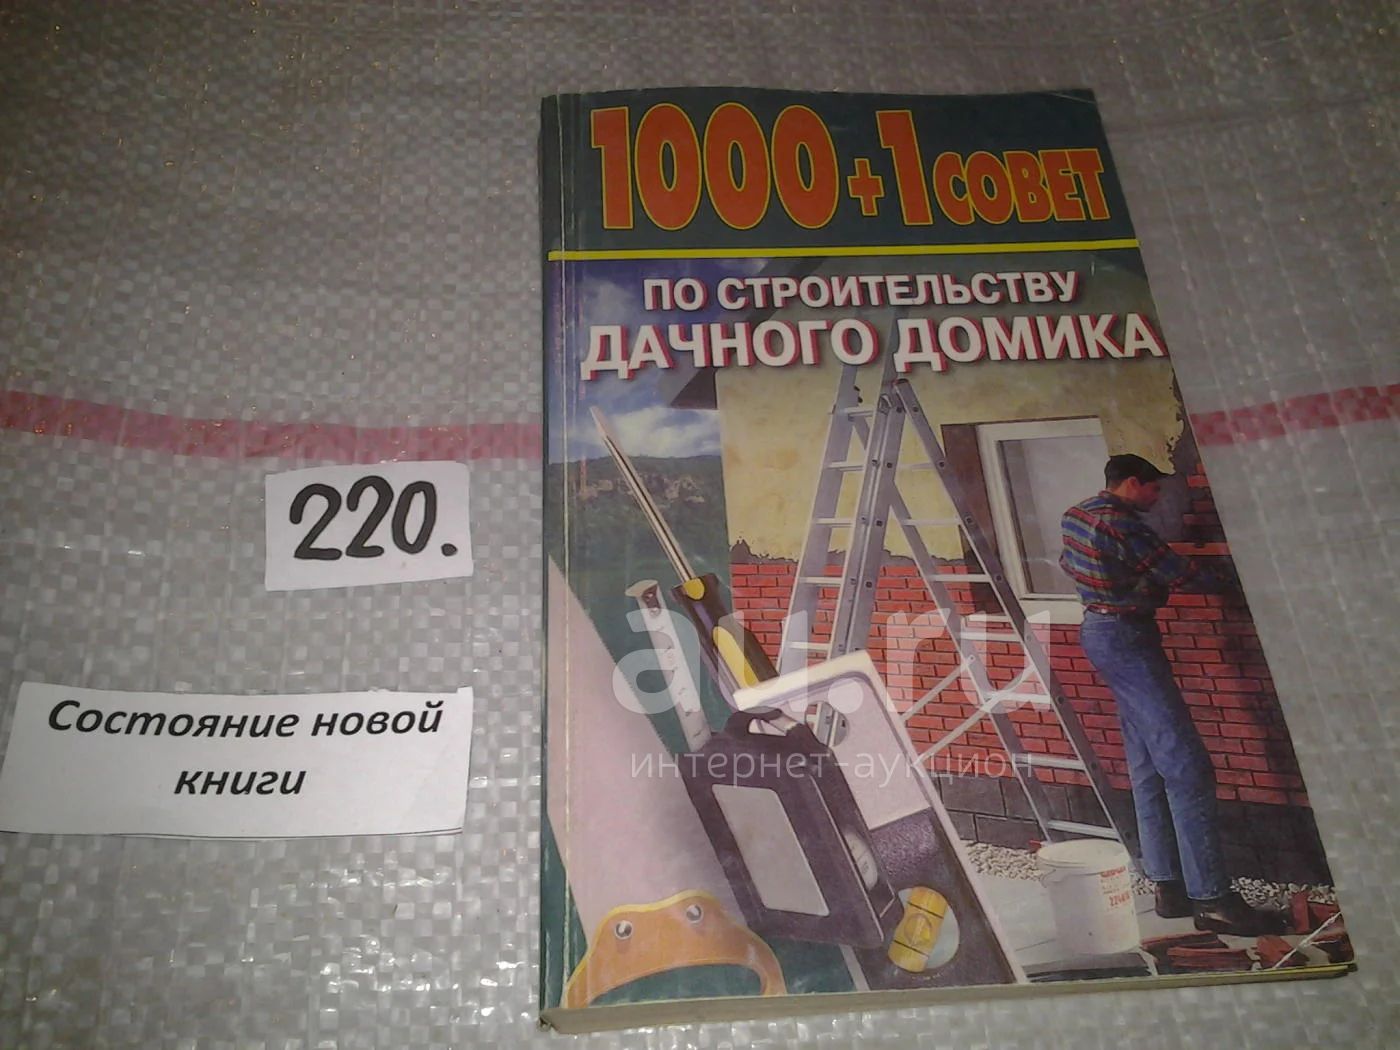 1000+1 СОВЕТ
ПО СТРОИТЕЛЬСТВУ
ДАЧНОГО ДОМИКА
220.
Состояние новой
книги
au.ru
интернет-аукцион